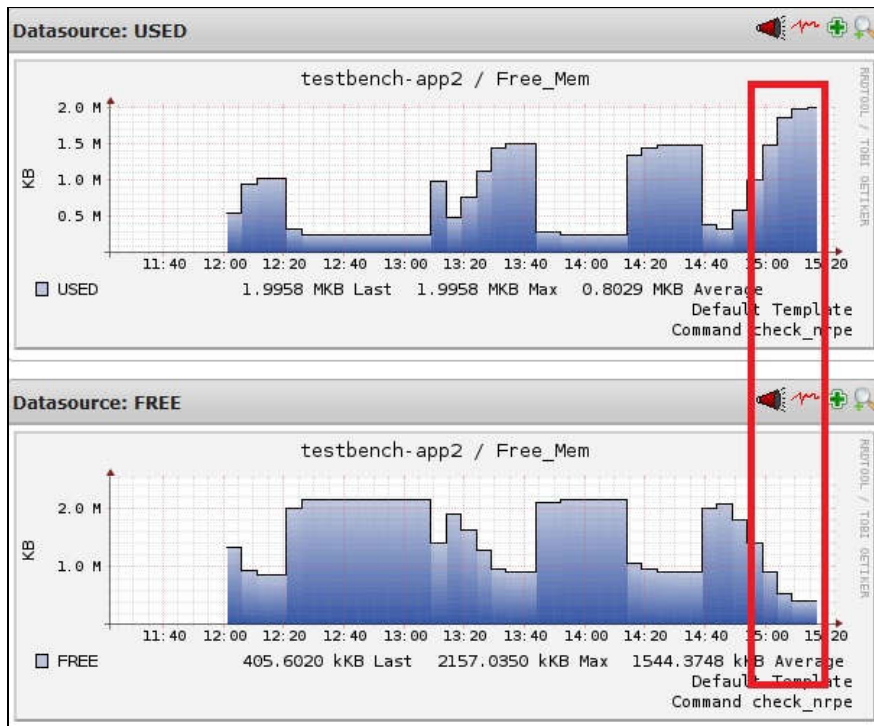 Datasource: USED
testbench-app2 / Free_Mem
RRDTOOL / TOBI OETIKER
KB
2.0 M
1.5 M
1.0 M
0.5 M
11:40 12:00 12:20 12:40 13:00 13:20 13:40 14:00 14:20 14:40 15:00 15:20
USED 1.9958 MKB Last 1.9958 MKB Max 0.8029 MKB Average
Default Template
Command check_nrpe
Datasource: FREE
testbench-app2 / Free_Mem
RRDTOOL / TOBI OETIKER
KB
2.0 M
1.0 M
11:40 12:00 12:20 12:40 13:00 13:20 13:40 14:00 14:20 14:40 15:00 15:20
FREE 405.6020 kKB Last 2157.0350 kKB Max 1544.3748 kKB Average
Default Template
Command check_nrpe